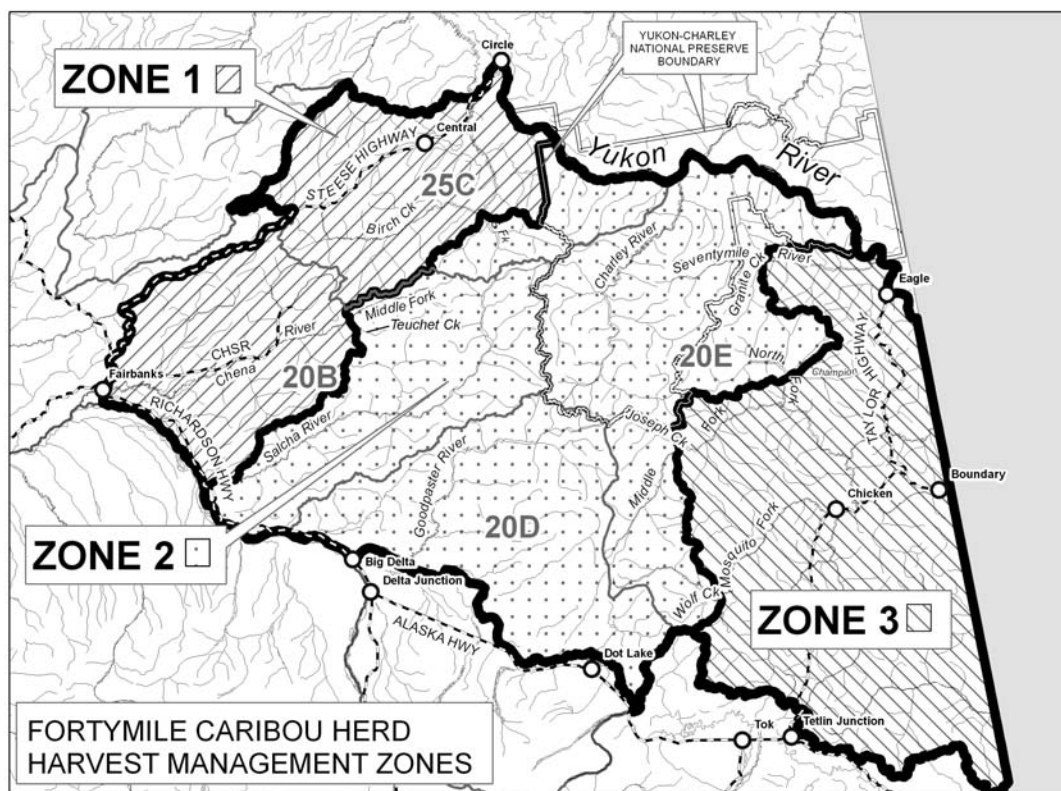 Circle
YUKON-CHARLEY
NATIONAL PRESERVE
BOUNDARY
ZONE 1
Central
STEESE HIGHWAY
Yukon
River
25C
Birch Ck
Fk
Charley River
Seventymile
River
Granite Ck
Eagle
Middle Fork
Teuchet Ck
River
CHSR
Chena
20B
20E
North
Fork
Champion
TAYLOR HIGHWAY
Fairbanks
RICHARDSON HWY
Salcha River
Joseph Ck
Fork
Middle
Goodpaster River
Boundary
Chicken
Mosquito Fork
20D
ZONE 2
Big Delta
Delta Junction
Wolf Ck
ZONE 3
ALASKA HWY
Dot Lake
Tok
Tetlin Junction
FORTYMILE CARIBOU HERD
HARVEST MANAGEMENT ZONES